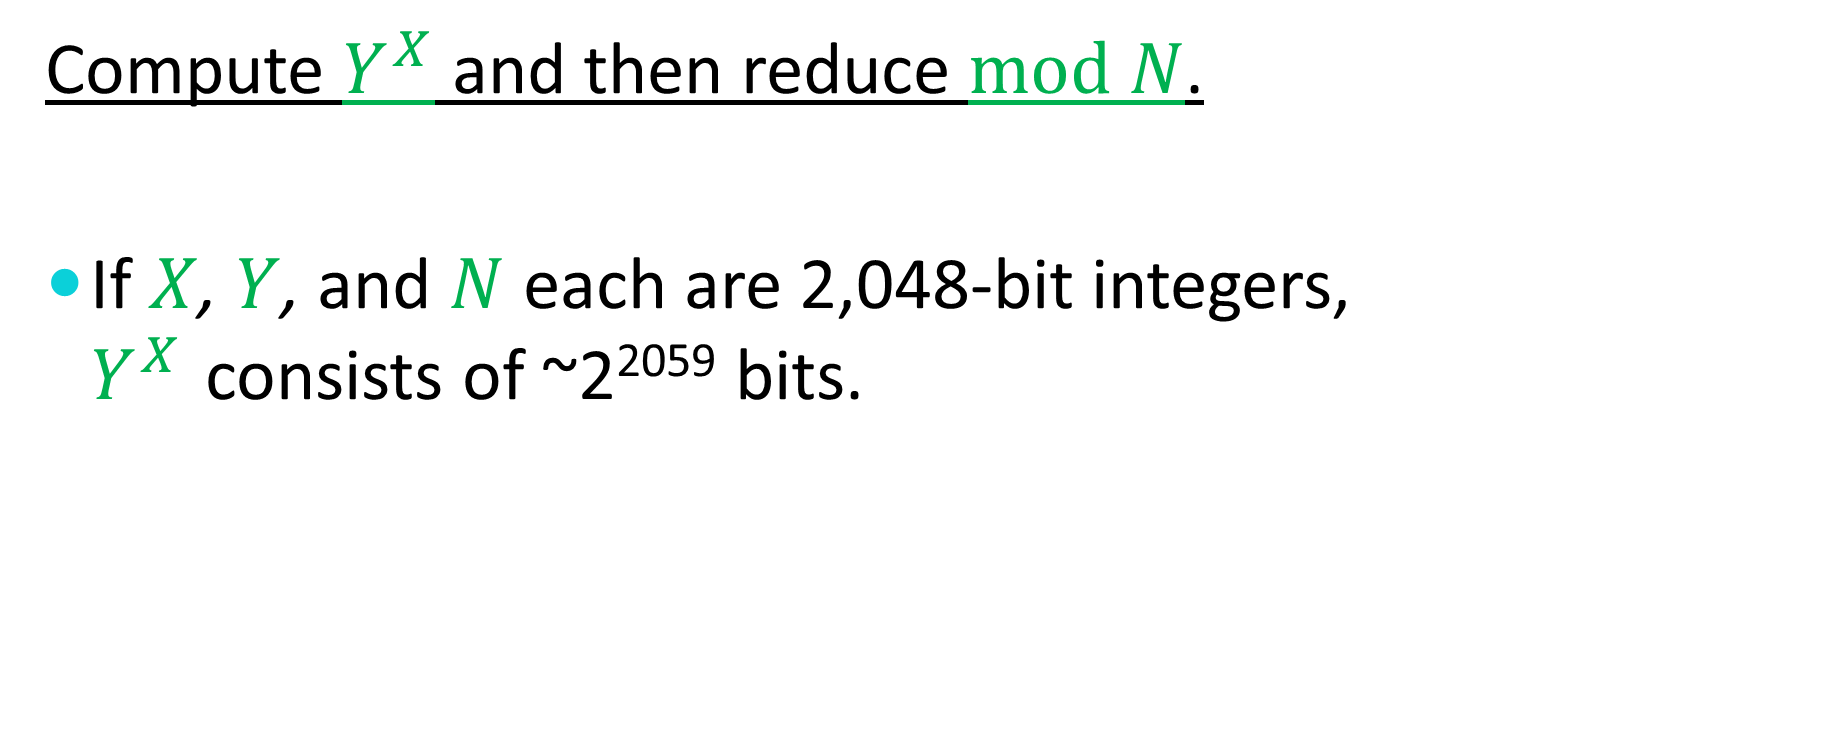 Compute Y^X and then reduce mod N.
• If X, Y, and N each are 2,048-bit integers,
Y^X consists of ~2^2059 bits.